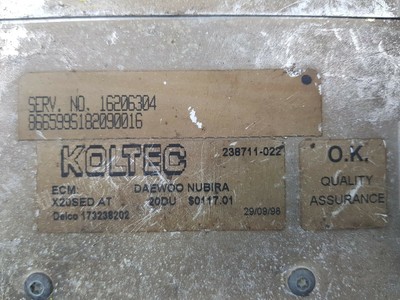 SERV. NO. 16206304
866599S182090016
KOLTEC
238711-022
ECM: DAEWOO NUBIRA
X20SED AT 20DU S0117.01
Delco 173238202
29/09/98
O.K.
QUALITY
ASSURANCE